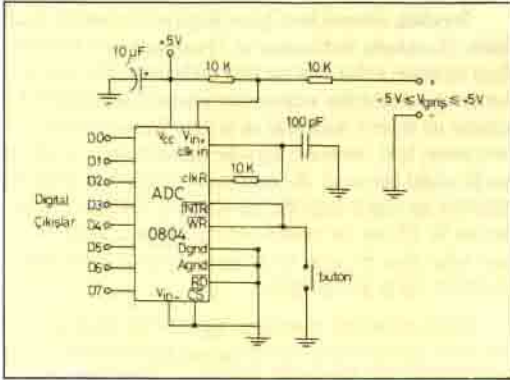 +5V
10 µF
10 K
10 K
+
-5V ≤ Vgiriş ≤ +5V
-
Vcc
Vin+
clk in
100 pF
10 K
clkR
ADC
0804
INTR
WR
Dgnd
Agnd
RD
Vin-
CS
buton
D0
D1
D2
D3
D4
D5
D6
D7
Digital
Çıkışlar